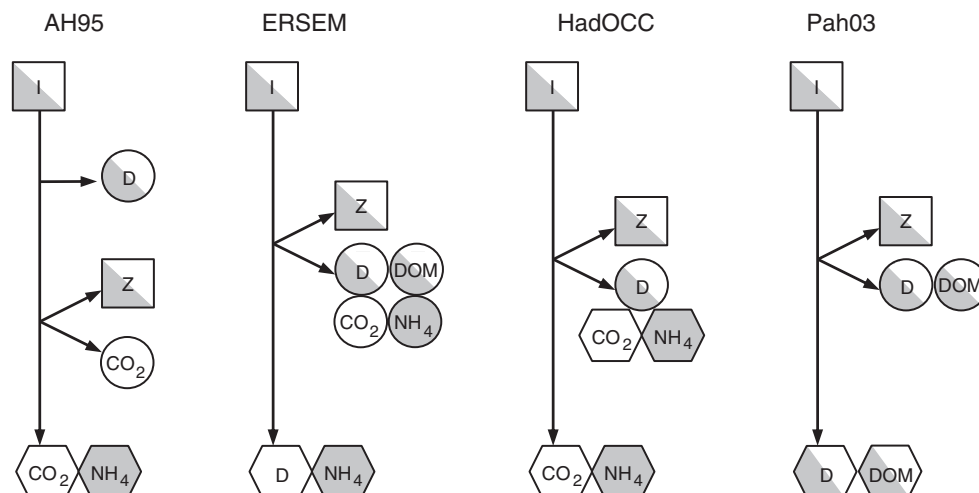 AH95 ERSEM HadOCC Pah03
I I I I
D
Z Z Z
D DOM D D DOM
Z
CO2 NH4 CO2 NH4
CO2
CO2 NH4 D NH4 CO2 NH4 D DOM